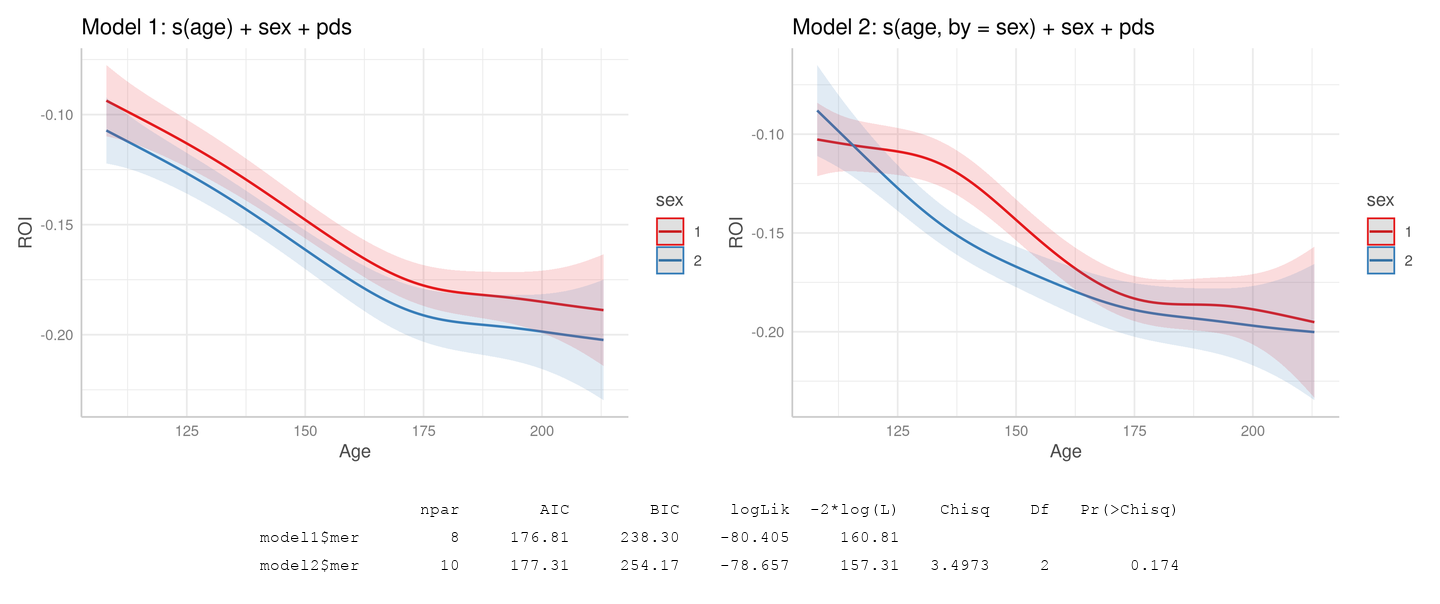 Model 1: s(age) + sex + pds
-0.10
-0.15
-0.20
ROI
125 150 175 200
Age
sex
1
2
Model 2: s(age, by = sex) + sex + pds
-0.10
-0.15
-0.20
ROI
125 150 175 200
Age
sex
1
2
npar AIC BIC logLik -2*log(L) Chisq Df Pr(>Chisq)
model1$mer 8 176.81 238.30 -80.405 160.81
model2$mer 10 177.31 254.17 -78.657 157.31 3.4973 2 0.174